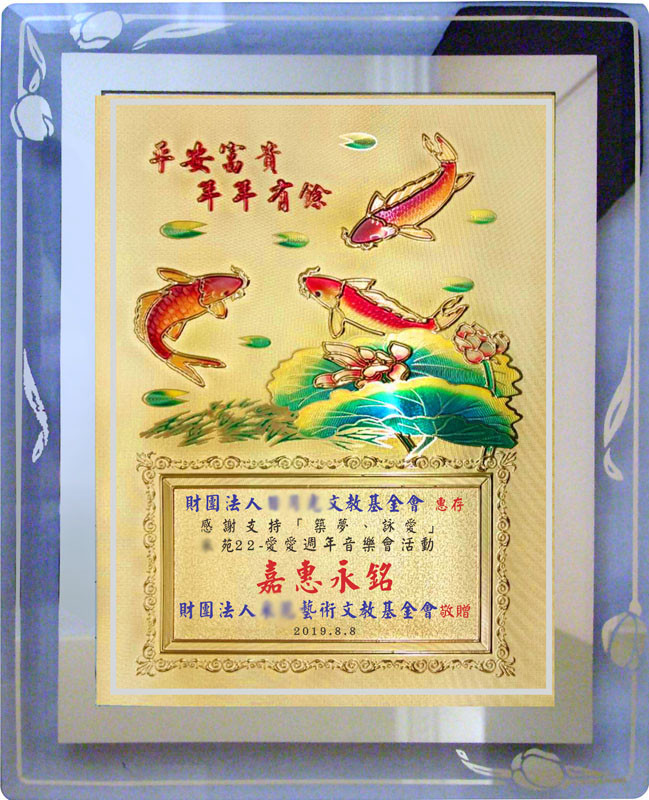 平安富貴
年年有餘
財團法人 文教基金會 惠存
感謝支持「築夢、詠愛」
苑22-愛愛週年音樂會活動
嘉惠永銘
財團法人 藝術文教基金會敬贈
2019.8.8